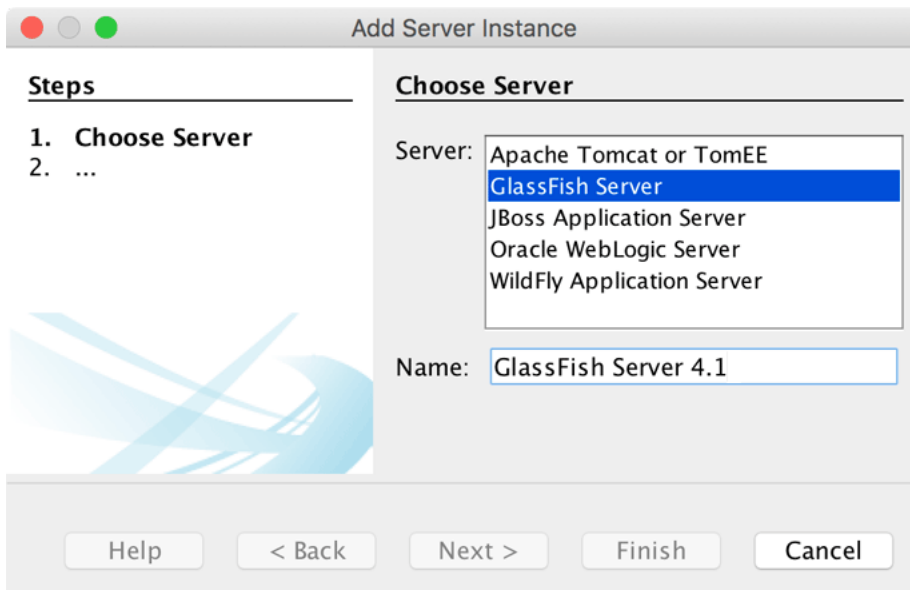 Add Server Instance
Steps
1. Choose Server
2. ...
Choose Server
Server:
Apache Tomcat or TomEE
GlassFish Server
JBoss Application Server
Oracle WebLogic Server
WildFly Application Server
Name: GlassFish Server 4.1
Help < Back Next > Finish Cancel